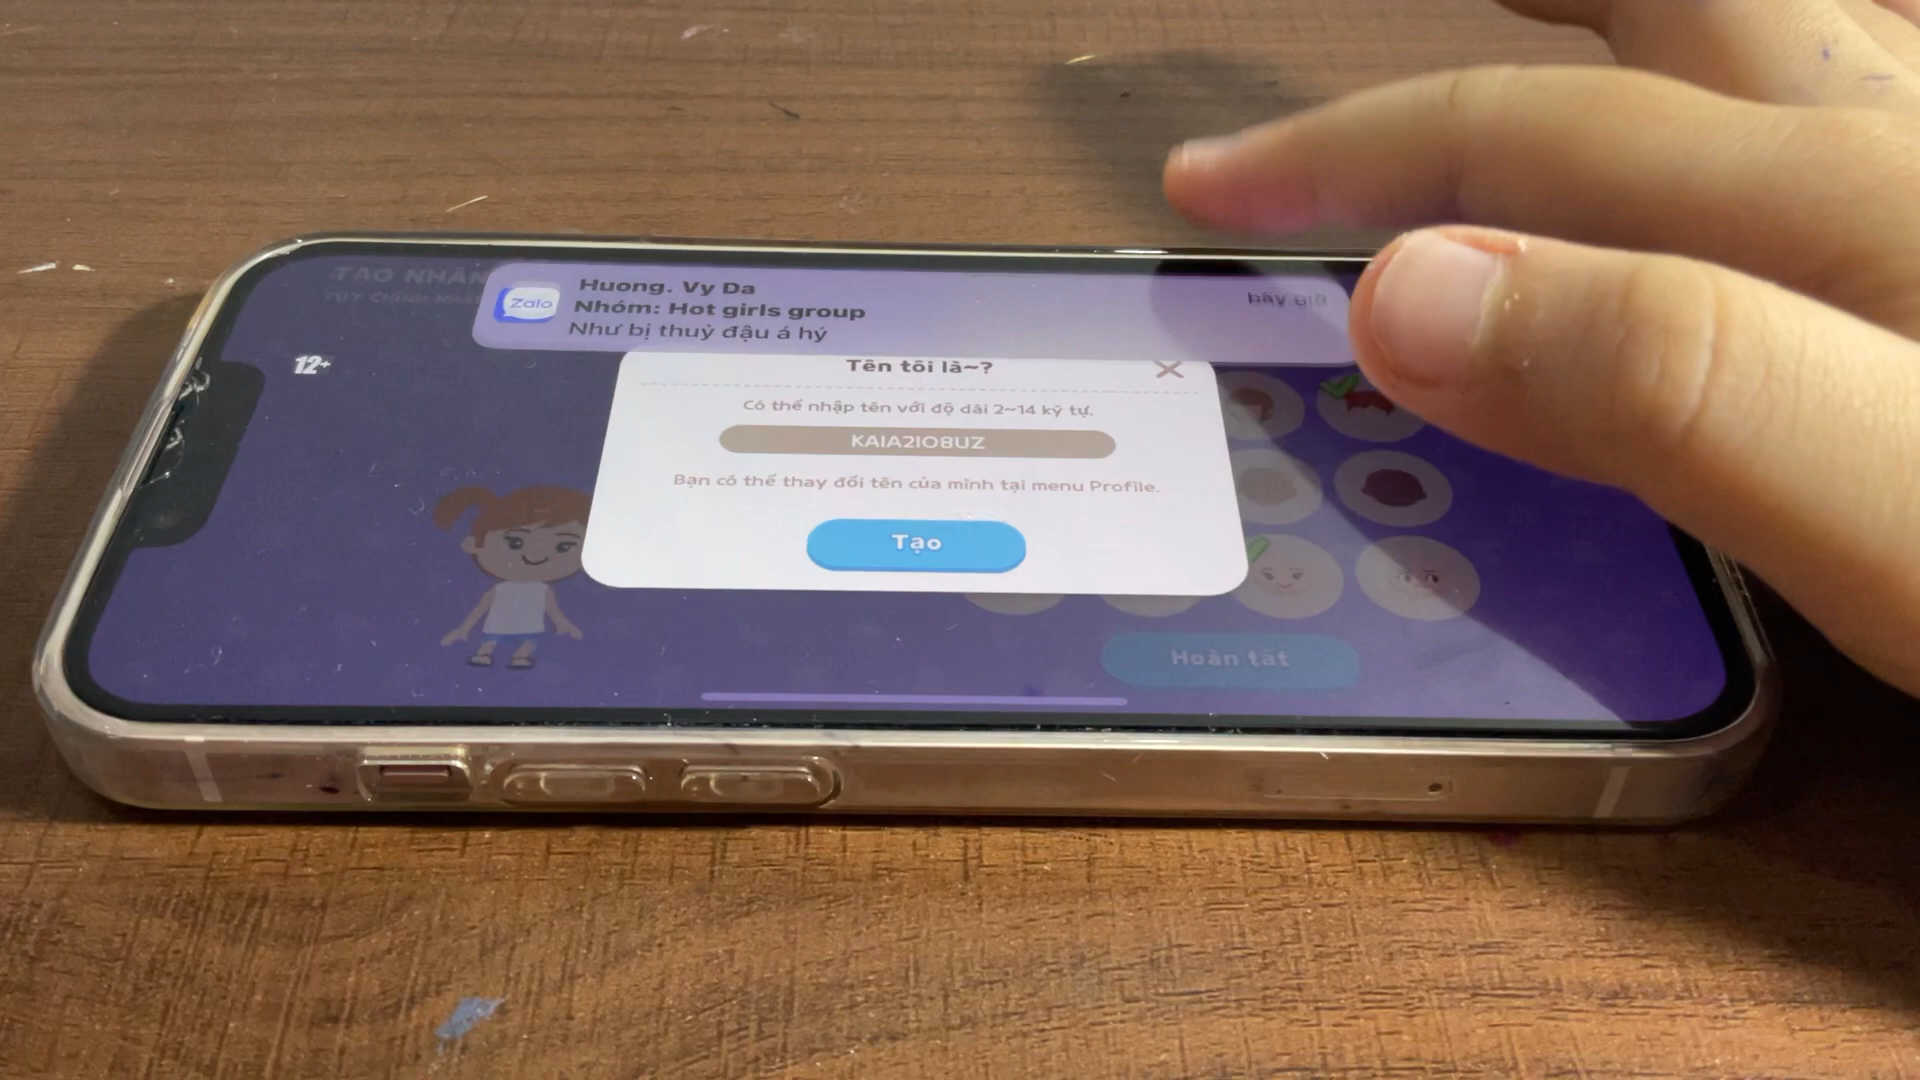 TẠO NHÂN
Zalo
Huong. Vy Da
Nhóm: Hot girls group
Như bị thuỷ đậu á hý
bây giờ
12+
Tên tôi là~?
Có thể nhập tên với độ dài 2~14 ký tự.
KAIA2IO8UZ
Bạn có thể thay đổi tên của mình tại menu Profile.
Tạo
Hoàn tất